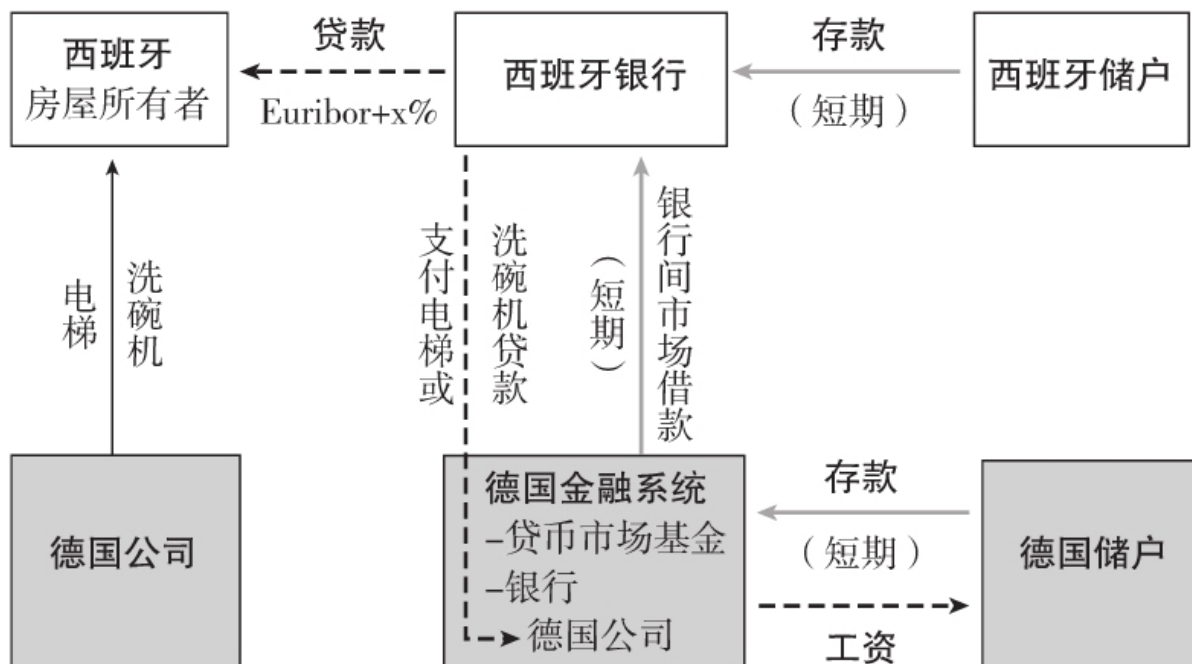 西班牙
房屋所有者
贷款
Euribor+x%
西班牙银行
存款
（短期）
西班牙储户
电梯
洗碗机
支付电梯或
洗碗机贷款
（短期）
银行间市场借款
德国公司
德国金融系统
–货币市场基金
–银行
德国公司
存款
（短期）
工资
德国储户